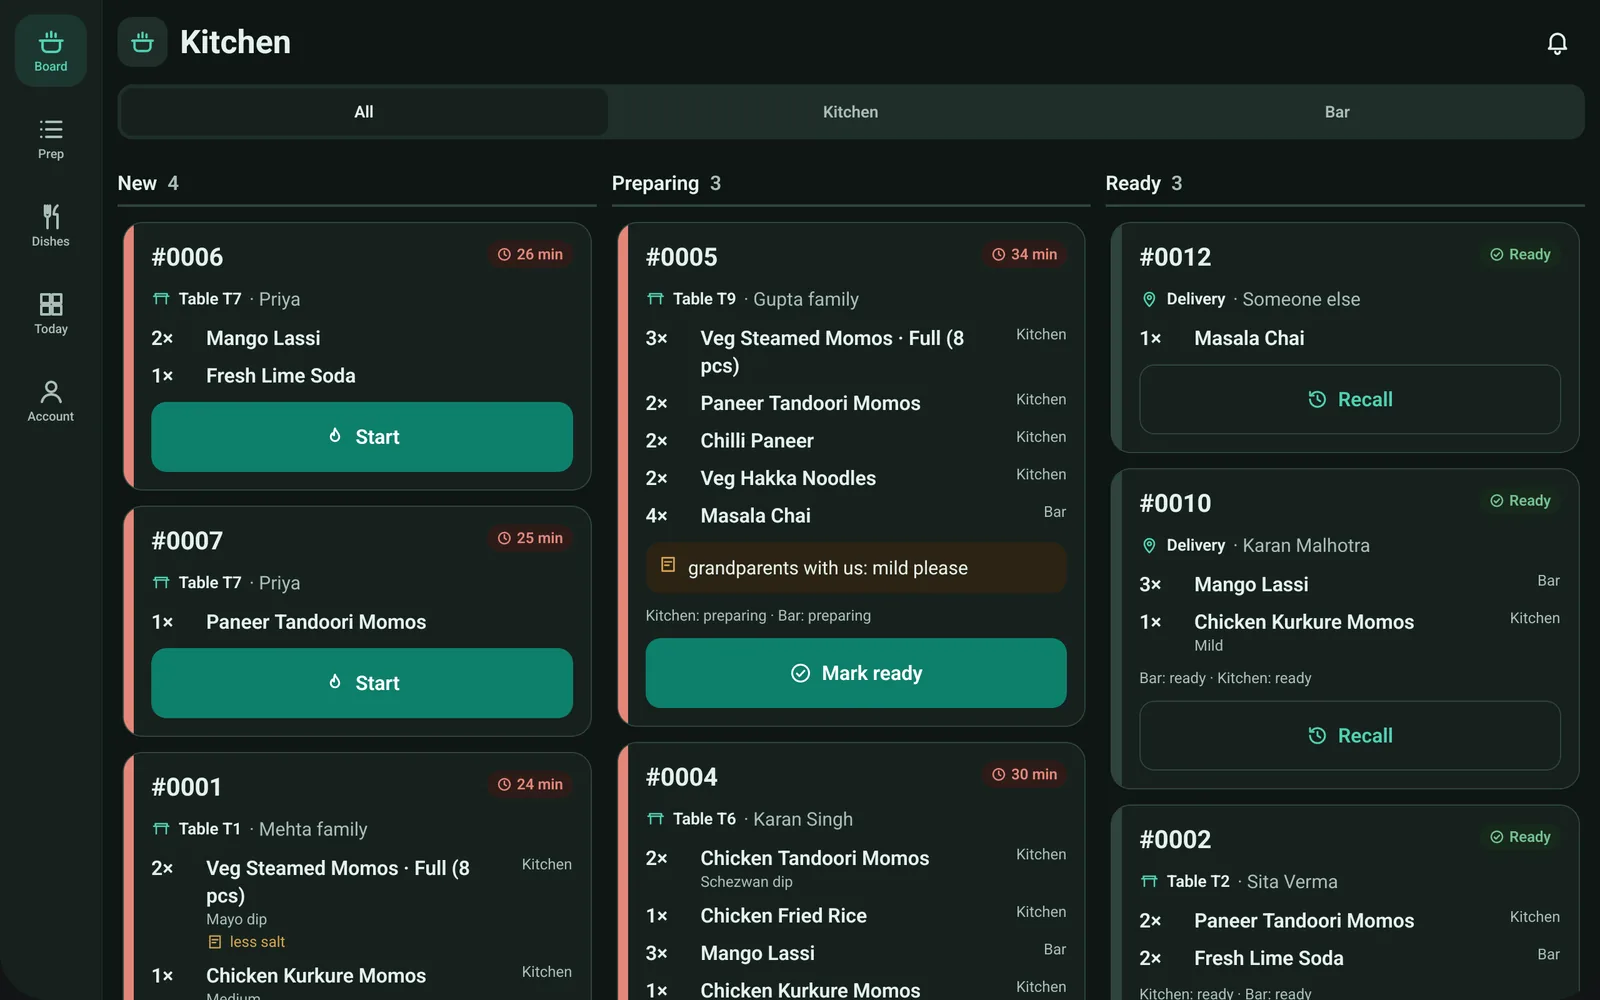 Board
Prep
Dishes
Today
Account
Kitchen
All
Kitchen
Bar
New 4
#0006
26 min
Table T7 · Priya
2× Mango Lassi
1× Fresh Lime Soda
Start
#0007
25 min
Table T7 · Priya
1× Paneer Tandoori Momos
Start
#0001
24 min
Table T1 · Mehta family
2× Veg Steamed Momos · Full (8 Kitchen
pcs)
Mayo dip
less salt
1× Chicken Kurkure Momos Kitchen
Medium
Preparing 3
#0005
34 min
Table T9 · Gupta family
3× Veg Steamed Momos · Full (8 Kitchen
pcs)
2× Paneer Tandoori Momos Kitchen
2× Chilli Paneer Kitchen
2× Veg Hakka Noodles Kitchen
4× Masala Chai Bar
grandparents with us: mild please
Kitchen: preparing · Bar: preparing
Mark ready
#0004
30 min
Table T6 · Karan Singh
2× Chicken Tandoori Momos Kitchen
Schezwan dip
1× Chicken Fried Rice Kitchen
3× Mango Lassi Bar
1× Chicken Kurkure Momos Kitchen
Ready 3
#0012
Ready
Delivery · Someone else
1× Masala Chai
Recall
#0010
Ready
Delivery · Karan Malhotra
3× Mango Lassi Bar
1× Chicken Kurkure Momos Kitchen
Mild
Bar: ready · Kitchen: ready
Recall
#0002
Ready
Table T2 · Sita Verma
2× Paneer Tandoori Momos Kitchen
2× Fresh Lime Soda Bar
Kitchen: ready · Bar: ready